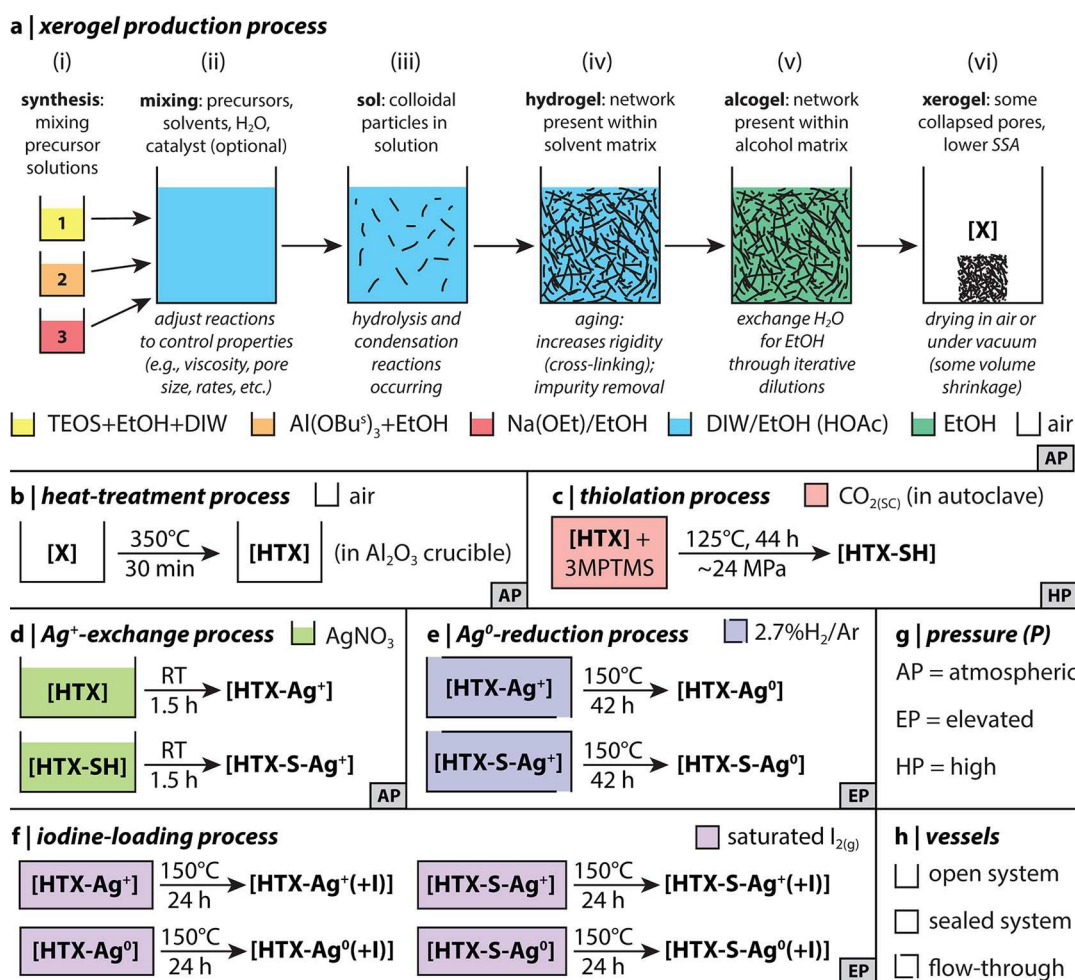 a | xerogel production process
(i)
(ii)
(iii)
(iv)
(v)
(vi)
synthesis:
mixing
precursor
solutions
mixing: precursors,
solvents, H₂O,
catalyst (optional)
sol: colloidal
particles in
solution
hydrogel: network
present within
solvent matrix
alcogel: network
present within
alcohol matrix
xerogel: some
collapsed pores,
lower SSA
1
2
3
[X]
adjust reactions
to control properties
(e.g., viscosity, pore
size, rates, etc.)
hydrolysis and
condensation
reactions
occurring
aging:
increases rigidity
(cross-linking);
impurity removal
exchange H₂O
for EtOH
through iterative
dilutions
drying in air or
under vacuum
(some volume
shrinkage)
TEOS+EtOH+DIW
Al(OBuˢ)₃+EtOH
Na(OEt)/EtOH
DIW/EtOH (HOAc)
EtOH
air
AP
b | heat-treatment process
air
[X]
350°C
30 min
[HTX]
(in Al₂O₃ crucible)
AP
c | thiolation process
CO₂(SC) (in autoclave)
[HTX] +
3MPTMS
125°C, 44 h
~24 MPa
[HTX-SH]
HP
d | Ag⁺-exchange process
AgNO₃
[HTX]
RT
1.5 h
[HTX-Ag⁺]
[HTX-SH]
RT
1.5 h
[HTX-S-Ag⁺]
AP
e | Ag⁰-reduction process
2.7%H₂/Ar
[HTX-Ag⁺]
150°C
42 h
[HTX-Ag⁰]
[HTX-S-Ag⁺]
150°C
42 h
[HTX-S-Ag⁰]
EP
g | pressure (P)
AP = atmospheric
EP = elevated
HP = high
f | iodine-loading process
saturated I₂(g)
[HTX-Ag⁺]
150°C
24 h
[HTX-Ag⁺(+I)]
[HTX-S-Ag⁺]
150°C
24 h
[HTX-S-Ag⁺(+I)]
[HTX-Ag⁰]
150°C
24 h
[HTX-Ag⁰(+I)]
[HTX-S-Ag⁰]
150°C
24 h
[HTX-S-Ag⁰(+I)]
EP
h | vessels
open system
sealed system
flow-through